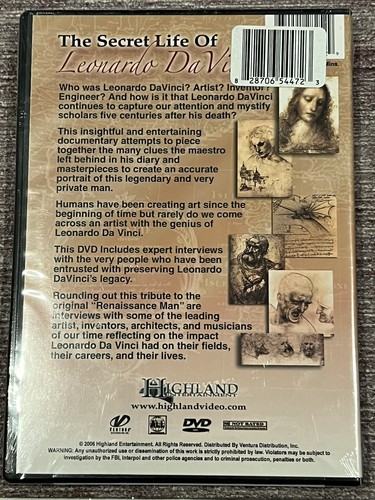 The Secret Life Of
Leonardo DaVi
8 28706 54472 3
9
Mins.
Who was Leonardo DaVinci? Artist? Inventor?
Engineer? And how is it that Leonardo DaVinci
continues to capture our attention and mystify
scholars five centuries after his death?
This insightful and entertaining
documentary attempts to piece
together the many clues the maestro
left behind in his diary and
masterpieces to create an accurate
portrait of this legendary and very
private man.
Humans have been creating art since the
beginning of time but rarely do we come
across an artist with the genius of
Leonardo Da Vinci.
This DVD Includes expert interviews
with the very people who have been
entrusted with preserving Leonardo
DaVinci's legacy.
Rounding out this tribute to the
original "Renaissance Man" are
interviews with some of the leading
artist, inventors, architects, and musicians
of our time reflecting on the impact
Leonardo Da Vinci had on their fields,
their careers, and their lives.
HIGHLAND
ENTERTAINMENT
www.highlandvideo.com
VENTURA
DVD
NOT RATED
© 2006 Highland Entertainment. All Rights Reserved. Distributed By Ventura Distribution, Inc.
WARNING: Any unauthorized use or dissemination of this work is strictly prohibited by law. Violators may be subject to
investigation by the FBI, Interpol and other police agencies and to criminal prosecution, penalties or both.